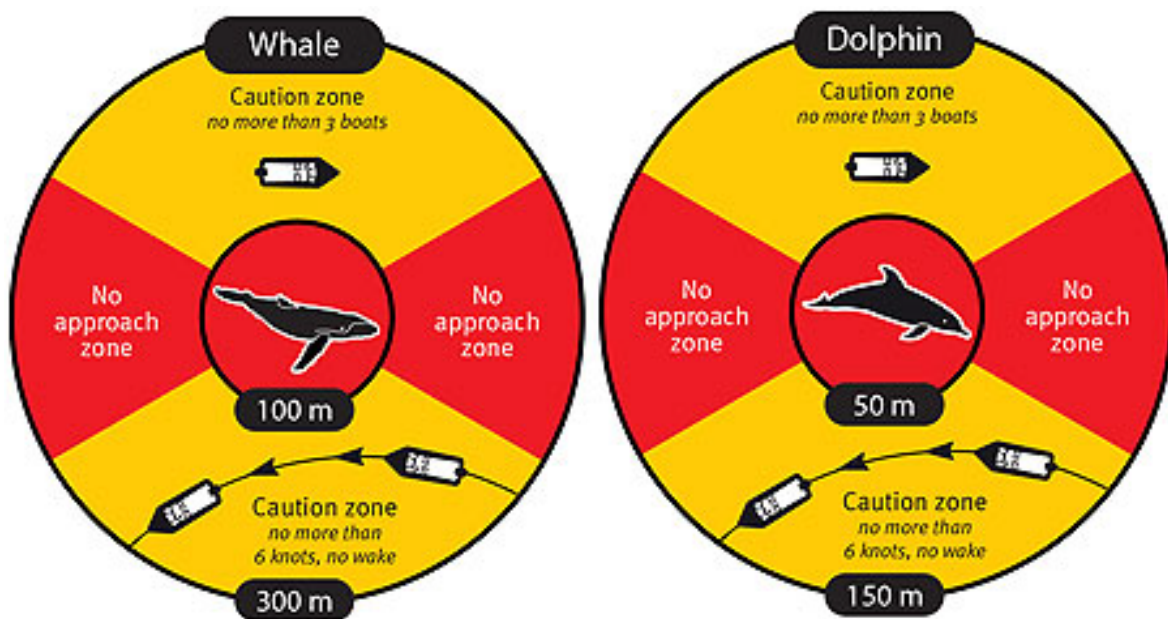 Whale
Caution zone
no more than 3 boats
No
approach
zone
No
approach
zone
100 m
Caution zone
no more than
6 knots, no wake
300 m
Dolphin
Caution zone
no more than 3 boats
No
approach
zone
No
approach
zone
50 m
Caution zone
no more than
6 knots, no wake
150 m